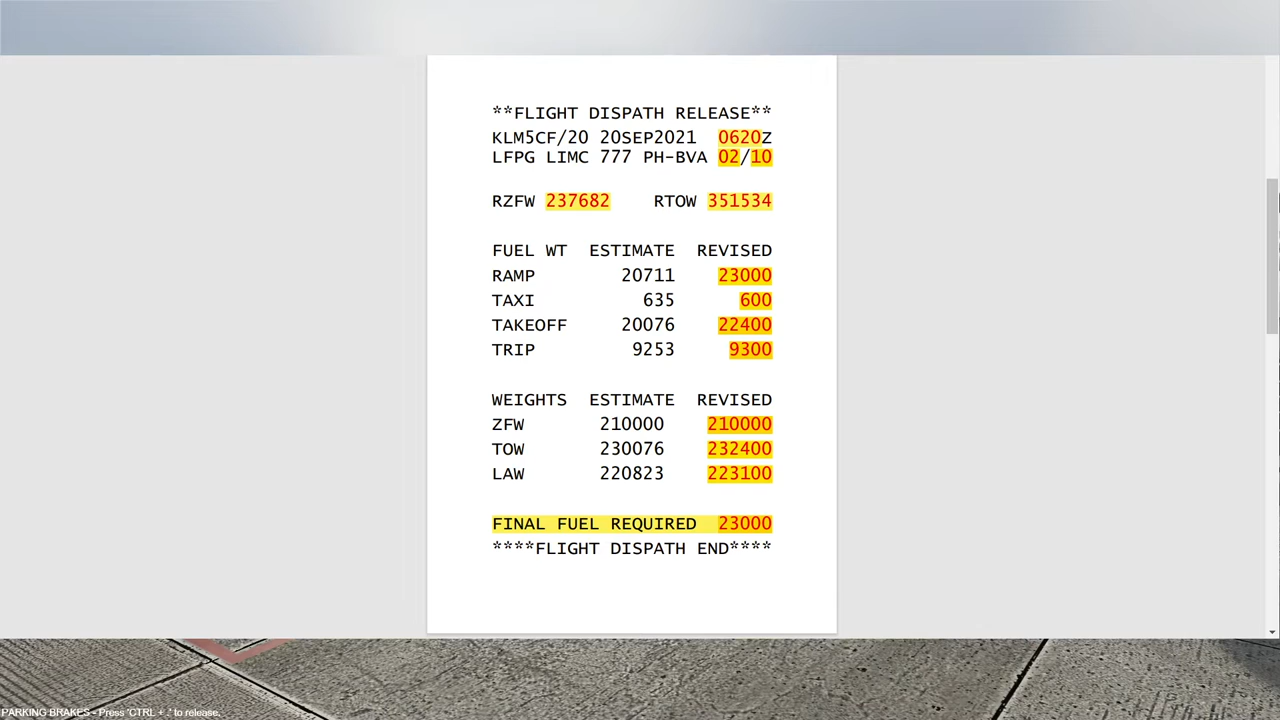 **FLIGHT DISPATH RELEASE**
KLM5CF/20 20SEP2021 0620Z
LFPG LIMC 777 PH-BVA 02/10
RZFW 237682 RTOW 351534
FUEL WT ESTIMATE REVISED
RAMP 20711 23000
TAXI 635 600
TAKEOFF 20076 22400
TRIP 9253 9300
WEIGHTS ESTIMATE REVISED
ZFW 210000 210000
TOW 230076 232400
LAW 220823 223100
FINAL FUEL REQUIRED 23000
****FLIGHT DISPATH END****
PARKING BRAKES - Press 'CTRL + .' to release.